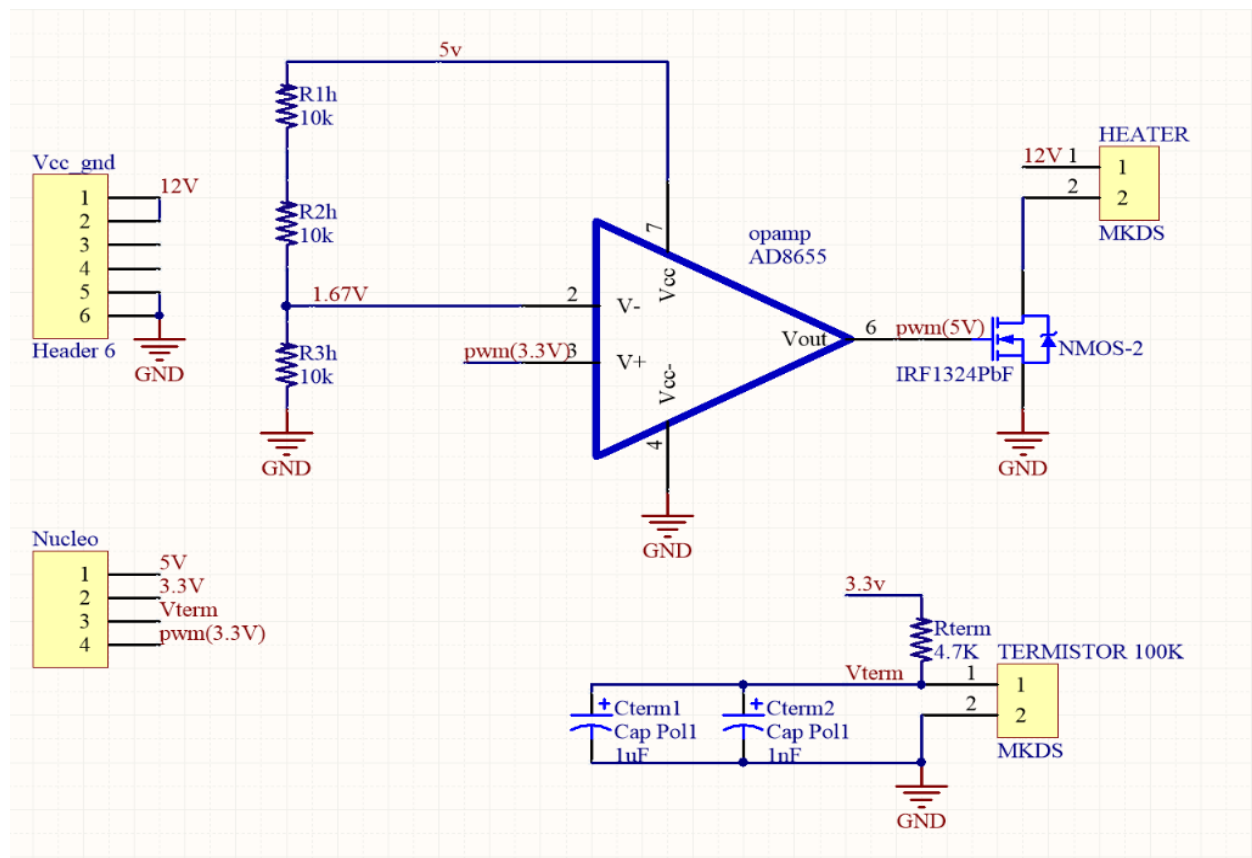 5v
R1h
10k
Vcc_gnd
1
2
3
4
5
6
12V
Header 6
GND
R2h
10k
1.67V
R3h
10k
GND
2
V-
pwm(3.3V)
3
V+
7
Vcc
Vcc-
4
GND
opamp
AD8655
Vout
6
pwm(5V)
IRF1324PbF
NMOS-2
GND
HEATER
12V
1
1
2
2
MKDS
Nucleo
1
2
3
4
5V
3.3V
Vterm
pwm(3.3V)
3.3v
Rterm
4.7K
TERMISTOR 100K
Vterm
1
1
2
2
MKDS
Cterm1
Cap Pol1
1uF
Cterm2
Cap Pol1
1nF
GND